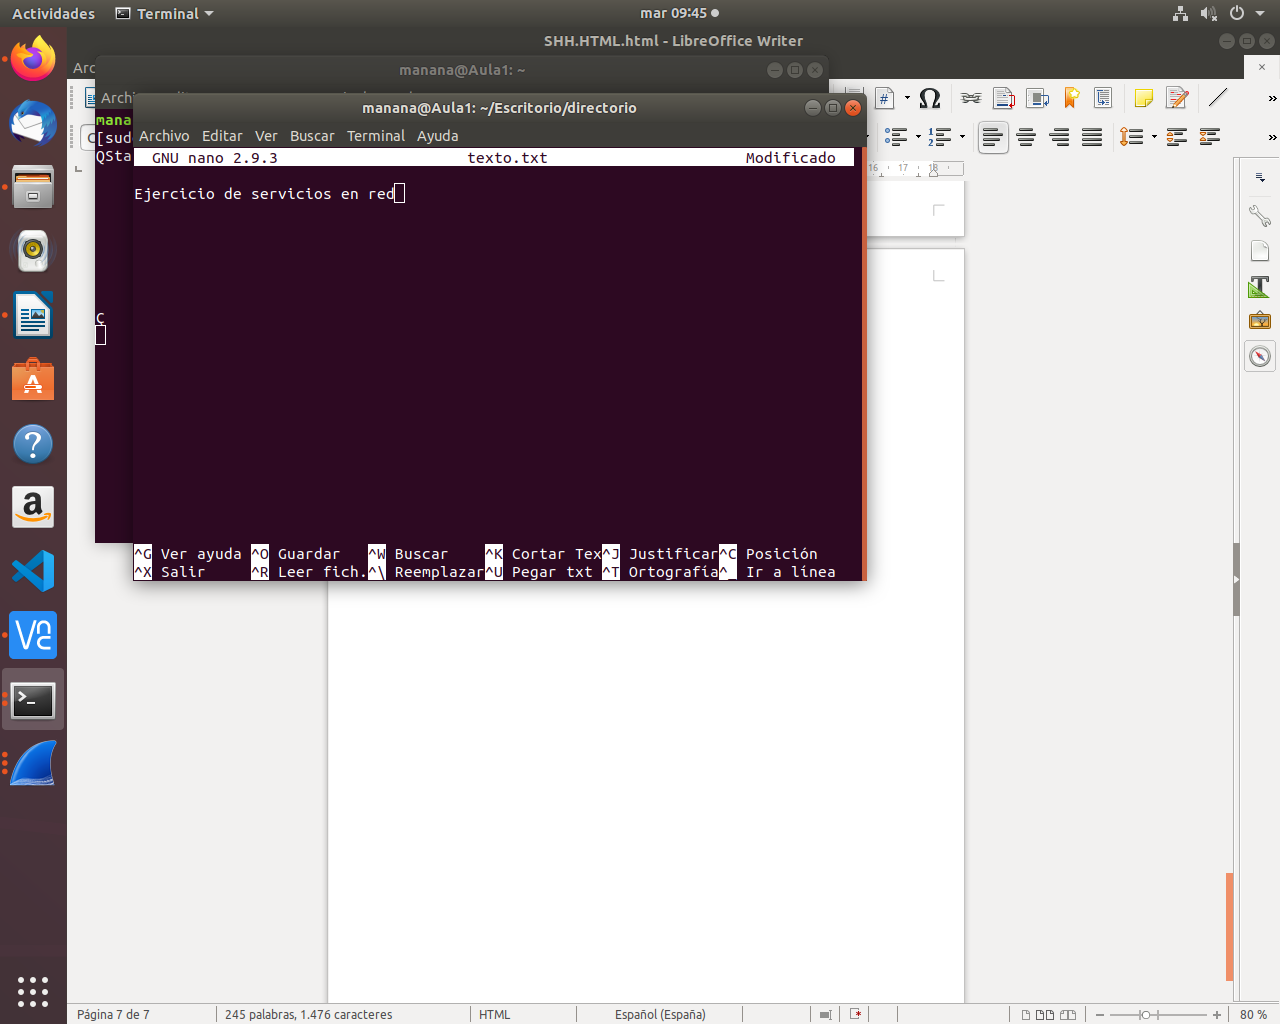 Actividades Terminal mar 09:45
SHH.HTML.html - LibreOffice Writer
manana@Aula1: ~
manana@Aula1: ~/Escritorio/directorio
Archivo Editar Ver Buscar Terminal Ayuda
mana
[sud
QSta
GNU nano 2.9.3 texto.txt Modificado
Ejercicio de servicios en red
Ç
^G Ver ayuda ^O Guardar ^W Buscar ^K Cortar Tex^J Justificar^C Posición
^X Salir ^R Leer fich.^\ Reemplazar^U Pegar txt ^T Ortografía^_ Ir a línea
16 17 18
Página 7 de 7 245 palabras, 1.476 caracteres HTML Español (España) 80 %